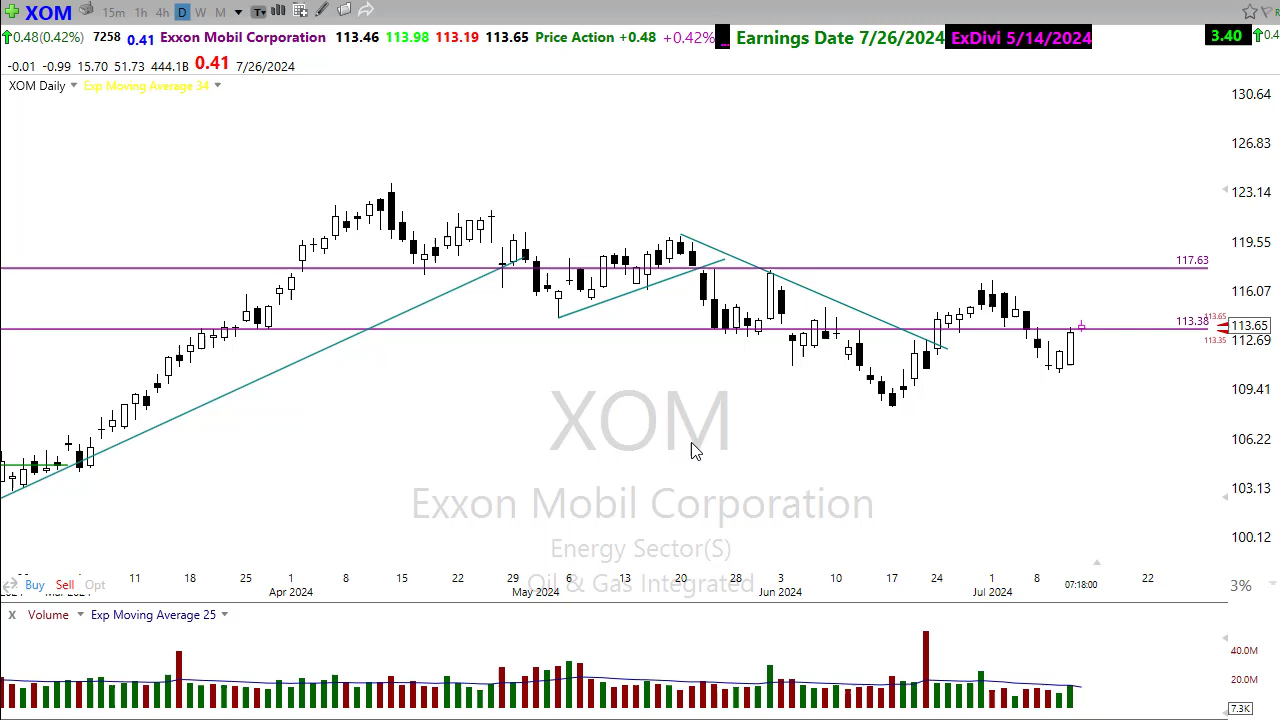 XOM 15m 1h 4h D W M T
0.48(0.42%) 7258 0.41 Exxon Mobil Corporation 113.46 113.98 113.19 113.65 Price Action +0.48 +0.42% Earnings Date 7/26/2024 ExDivi 5/14/2024 3.40 0.4
-0.01 -0.99 15.70 51.73 444.1B 0.41 7/26/2024
XOM Daily Exp Moving Average 34
130.64
126.83
123.14
119.55
117.63
116.07
113.38 113.65 113.65
112.69 113.35
109.41
XOM
106.22
Exxon Mobil Corporation
103.13
100.12
Energy Sector(S)
Oil & Gas Integrated
11 18 25 1 8 15 22 29 6 13 20 28 3 10 17 24 1 8 07:18:00 22
Buy Sell Opt 3%
Apr 2024 May 2024 Jun 2024 Jul 2024
X Volume Exp Moving Average 25
40.0M
20.0M
7.3K